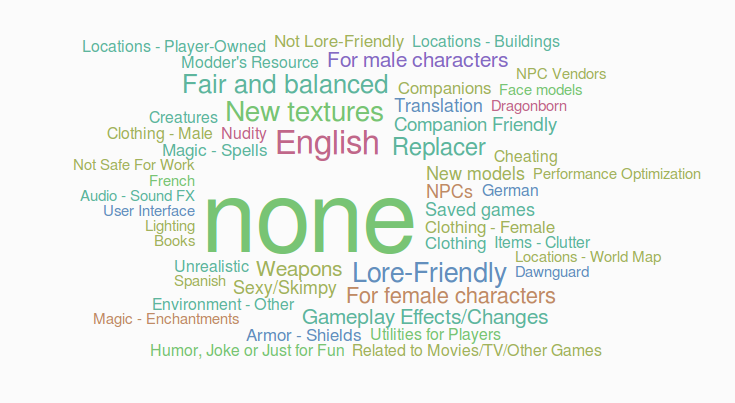 Locations - Player-Owned
Not Lore-Friendly
Locations - Buildings
Modder's Resource
For male characters
NPC Vendors
Fair and balanced
Companions
Face models
New textures
Translation
Dragonborn
Creatures
Companion Friendly
Clothing - Male
Nudity
English
Replacer
Magic - Spells
Cheating
Not Safe For Work
New models
Performance Optimization
French
NPCs
German
Audio - Sound FX
none
Saved games
User Interface
Lighting
Clothing - Female
Books
Clothing
Items - Clutter
Locations - World Map
Unrealistic
Weapons
Lore-Friendly
Dawnguard
Spanish
Sexy/Skimpy
For female characters
Environment - Other
Magic - Enchantments
Gameplay Effects/Changes
Armor - Shields
Utilities for Players
Humor, Joke or Just for Fun
Related to Movies/TV/Other Games